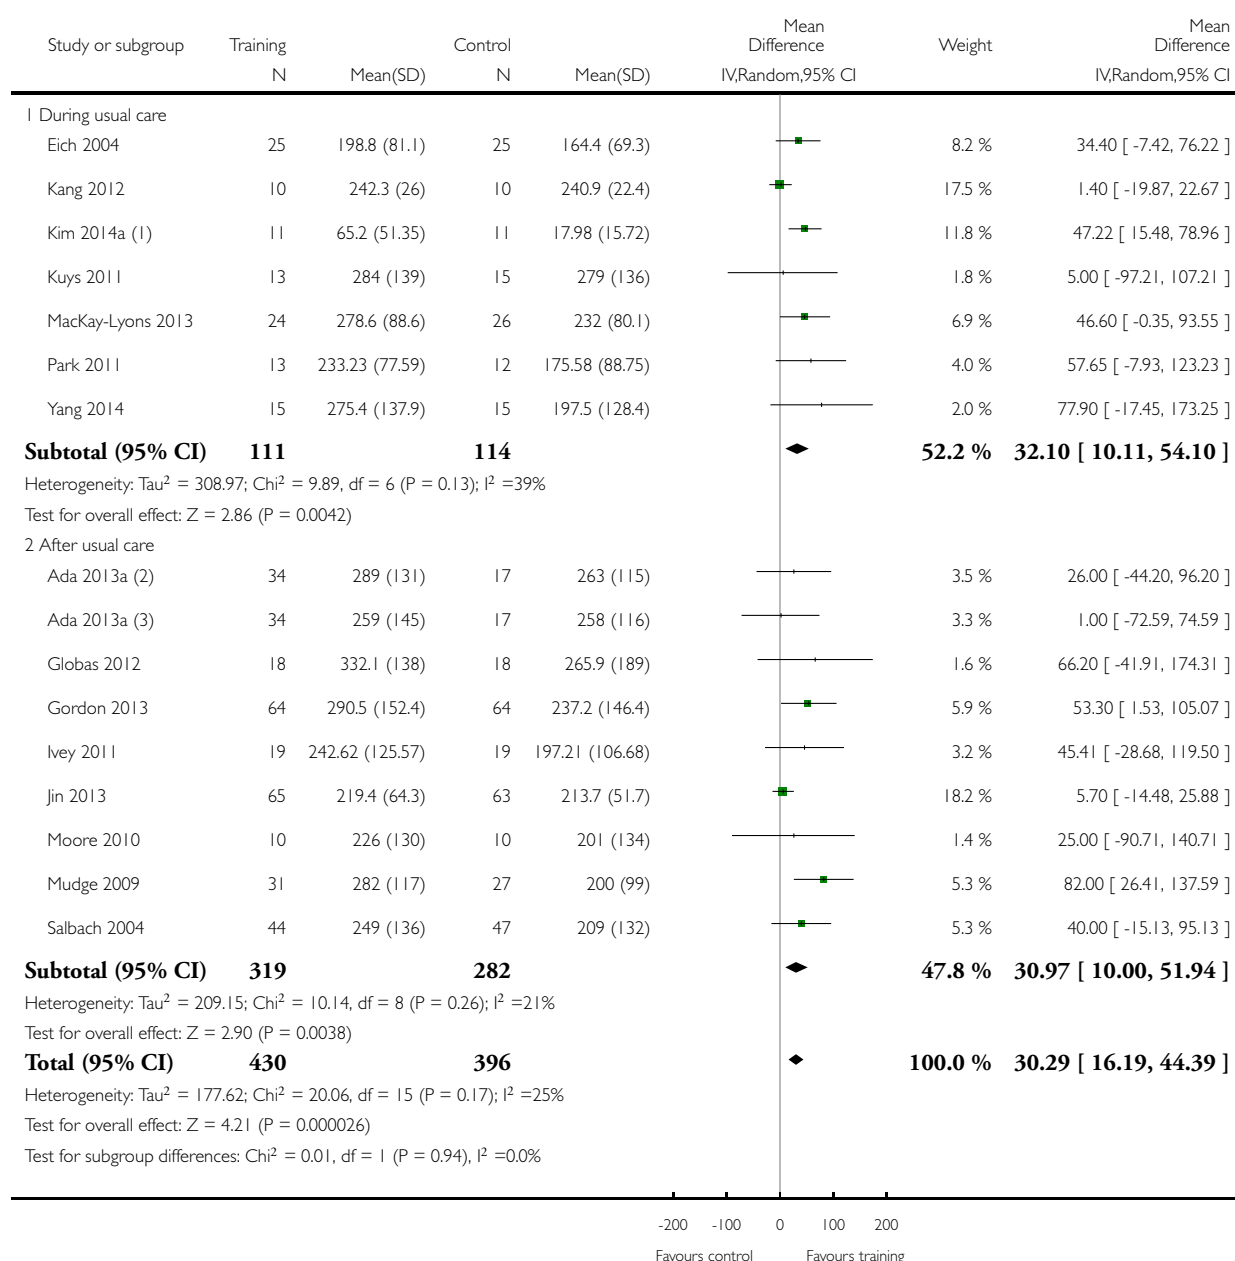 Study or subgroup Training Control Mean Difference Weight Mean Difference
N Mean(SD) N Mean(SD) IV,Random,95% CI IV,Random,95% CI
1 During usual care
Eich 2004 25 198.8 (81.1) 25 164.4 (69.3) 8.2 % 34.40 [ -7.42, 76.22 ]
Kang 2012 10 242.3 (26) 10 240.9 (22.4) 17.5 % 1.40 [ -19.87, 22.67 ]
Kim 2014a (1) 11 65.2 (51.35) 11 17.98 (15.72) 11.8 % 47.22 [ 15.48, 78.96 ]
Kuys 2011 13 284 (139) 15 279 (136) 1.8 % 5.00 [ -97.21, 107.21 ]
MacKay-Lyons 2013 24 278.6 (88.6) 26 232 (80.1) 6.9 % 46.60 [ -0.35, 93.55 ]
Park 2011 13 233.23 (77.59) 12 175.58 (88.75) 4.0 % 57.65 [ -7.93, 123.23 ]
Yang 2014 15 275.4 (137.9) 15 197.5 (128.4) 2.0 % 77.90 [ -17.45, 173.25 ]
Subtotal (95% CI) 111 114 52.2 % 32.10 [ 10.11, 54.10 ]
Heterogeneity: Tau² = 308.97; Chi² = 9.89, df = 6 (P = 0.13); I² =39%
Test for overall effect: Z = 2.86 (P = 0.0042)
2 After usual care
Ada 2013a (2) 34 289 (131) 17 263 (115) 3.5 % 26.00 [ -44.20, 96.20 ]
Ada 2013a (3) 34 259 (145) 17 258 (116) 3.3 % 1.00 [ -72.59, 74.59 ]
Globas 2012 18 332.1 (138) 18 265.9 (189) 1.6 % 66.20 [ -41.91, 174.31 ]
Gordon 2013 64 290.5 (152.4) 64 237.2 (146.4) 5.9 % 53.30 [ 1.53, 105.07 ]
Ivey 2011 19 242.62 (125.57) 19 197.21 (106.68) 3.2 % 45.41 [ -28.68, 119.50 ]
Jin 2013 65 219.4 (64.3) 63 213.7 (51.7) 18.2 % 5.70 [ -14.48, 25.88 ]
Moore 2010 10 226 (130) 10 201 (134) 1.4 % 25.00 [ -90.71, 140.71 ]
Mudge 2009 31 282 (117) 27 200 (99) 5.3 % 82.00 [ 26.41, 137.59 ]
Salbach 2004 44 249 (136) 47 209 (132) 5.3 % 40.00 [ -15.13, 95.13 ]
Subtotal (95% CI) 319 282 47.8 % 30.97 [ 10.00, 51.94 ]
Heterogeneity: Tau² = 209.15; Chi² = 10.14, df = 8 (P = 0.26); I² =21%
Test for overall effect: Z = 2.90 (P = 0.0038)
Total (95% CI) 430 396 100.0 % 30.29 [ 16.19, 44.39 ]
Heterogeneity: Tau² = 177.62; Chi² = 20.06, df = 15 (P = 0.17); I² =25%
Test for overall effect: Z = 4.21 (P = 0.000026)
Test for subgroup differences: Chi² = 0.01, df = 1 (P = 0.94), I² =0.0%
-200 -100 0 100 200
Favours control Favours training